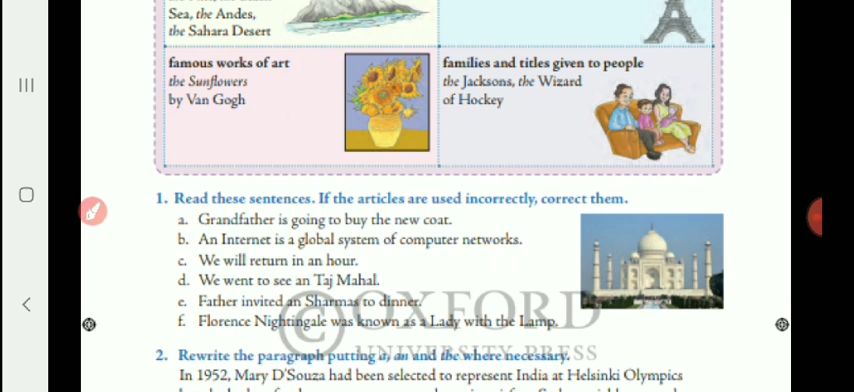 Sea, the Andes,
the Sahara Desert
famous works of art
the Sunflowers
by Van Gogh
families and titles given to people
the Jacksons, the Wizard
of Hockey
1. Read these sentences. If the articles are used incorrectly, correct them.
a. Grandfather is going to buy the new coat.
b. An Internet is a global system of computer networks.
c. We will return in an hour.
d. We went to see an Taj Mahal.
e. Father invited an Sharmas to dinner.
f. Florence Nightingale was known as a Lady with the Lamp.
© OXFORD
UNIVERSITY PRESS
2. Rewrite the paragraph putting a, an and the where necessary.
In 1952, Mary D'Souza had been selected to represent India at Helsinki Olympics